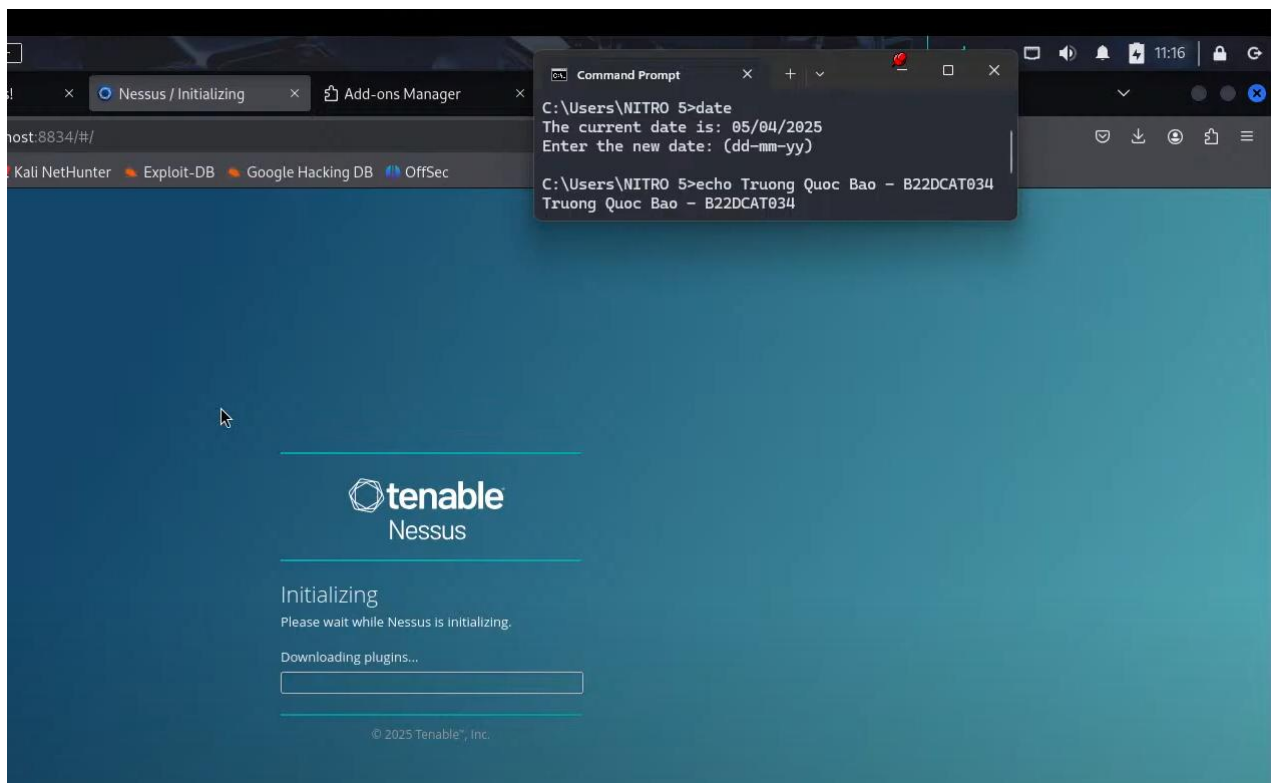 11:16
Nessus / Initializing
Add-ons Manager
Command Prompt
C:\Users\NITRO 5>date
The current date is: 05/04/2025
Enter the new date: (dd-mm-yy)
C:\Users\NITRO 5>echo Truong Quoc Bao - B22DCAT034
Truong Quoc Bao - B22DCAT034
host:8834/#/
Kali NetHunter Exploit-DB Google Hacking DB OffSec
tenable
Nessus
Initializing
Please wait while Nessus is initializing.
Downloading plugins...
© 2025 Tenable™, Inc.